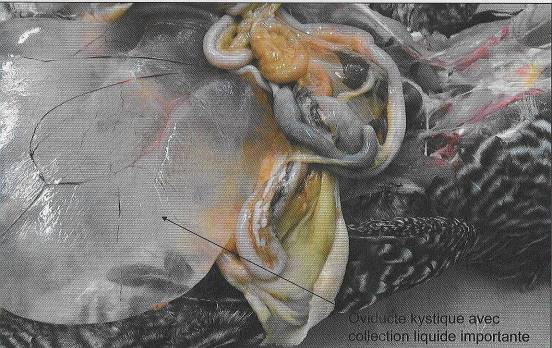 Oviducte kystique avec
collection liquide importante